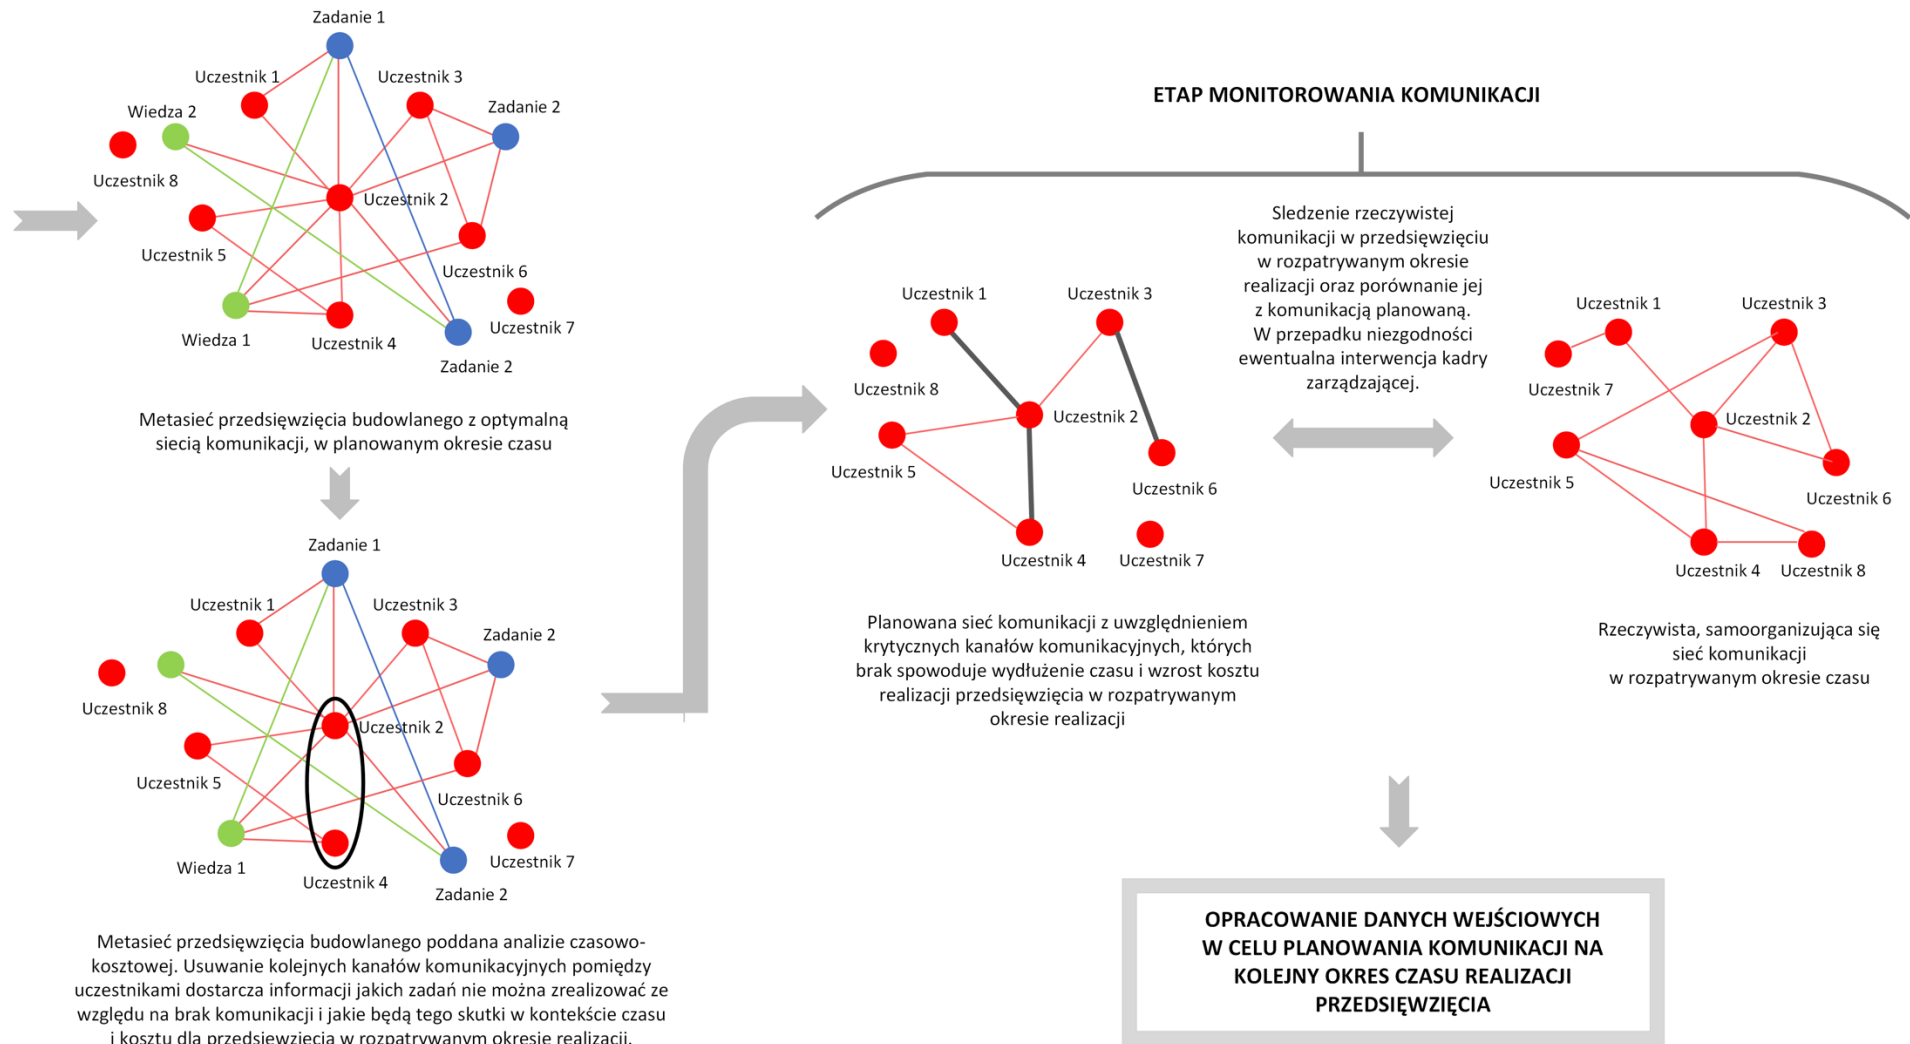 Zadanie 1
Uczestnik 1
Uczestnik 3
Wiedza 2
Zadanie 2
Uczestnik 8
Uczestnik 2
Uczestnik 5
Uczestnik 6
Wiedza 1
Uczestnik 4
Uczestnik 7
Zadanie 2
Metasieć przedsięwzięcia budowlanego z optymalną
siecią komunikacji, w planowanym okresie czasu
Zadanie 1
Uczestnik 1
Uczestnik 3
Zadanie 2
Uczestnik 8
Uczestnik 2
Uczestnik 5
Uczestnik 6
Wiedza 1
Uczestnik 4
Uczestnik 7
Zadanie 2
Metasieć przedsięwzięcia budowlanego poddana analizie czasowo-
kosztowej. Usuwanie kolejnych kanałów komunikacyjnych pomiędzy
uczestnikami dostarcza informacji jakich zadań nie można zrealizować ze
względu na brak komunikacji i jakie będą tego skutki w kontekście czasu
i kosztu dla przedsięwzięcia w rozpatrywanym okresie realizacji.
ETAP MONITOROWANIA KOMUNIKACJI
Uczestnik 1
Uczestnik 3
Uczestnik 8
Uczestnik 2
Uczestnik 5
Uczestnik 6
Uczestnik 4
Uczestnik 7
Planowana sieć komunikacji z uwzględnieniem
krytycznych kanałów komunikacyjnych, których
brak spowoduje wydłużenie czasu i wzrost kosztu
realizacji przedsięwzięcia w rozpatrywanym
okresie realizacji
Sledzenie rzeczywistej
komunikacji w przedsięwzięciu
w rozpatrywanym okresie
realizacji oraz porównanie jej
z komunikacją planowaną.
W przepadku niezgodności
ewentualna interwencja kadry
zarządzającej.
Uczestnik 1
Uczestnik 3
Uczestnik 7
Uczestnik 2
Uczestnik 5
Uczestnik 6
Uczestnik 4
Uczestnik 8
Rzeczywista, samoorganizująca się
sieć komunikacji
w rozpatrywanym okresie czasu
OPRACOWANIE DANYCH WEJŚCIOWYCH
W CELU PLANOWANIA KOMUNIKACJI NA
KOLEJNY OKRES CZASU REALIZACJI
PRZEDSIĘWZIĘCIA